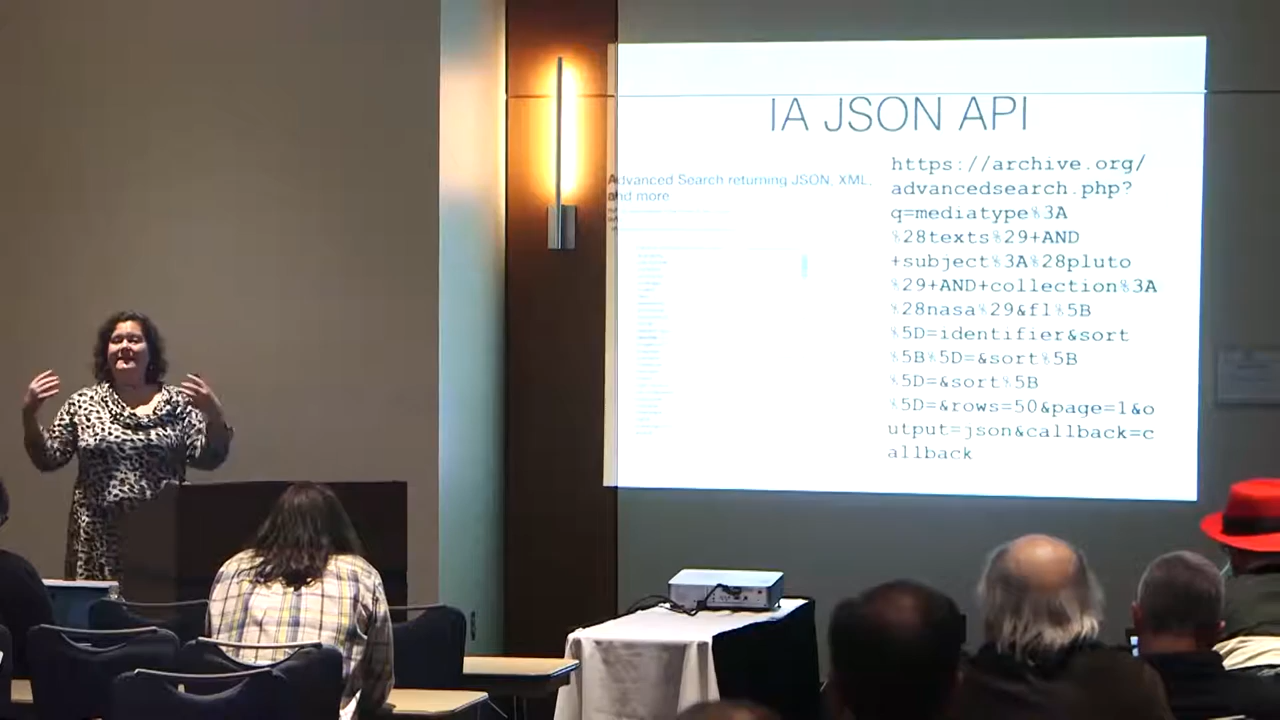 IA JSON API
Advanced Search returning JSON, XML,
and more
https://archive.org/
advancedsearch.php?
q=mediatype%3A
%28texts%29+AND
+subject%3A%28pluto
%29+AND+collection%3A
%28nasa%29&fl%5B
%5D=identifier&sort
%5B%5D=&sort%5B
%5D=&sort%5B
%5D=&rows=50&page=1&o
utput=json&callback=c
allback